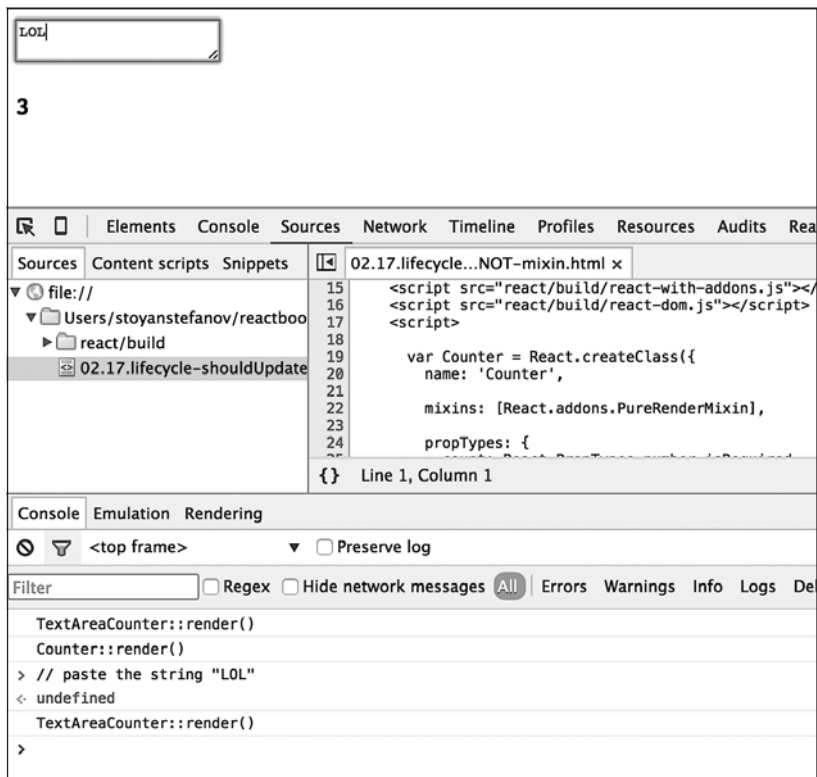 LOL
3
Elements Console Sources Network Timeline Profiles Resources Audits Rea
Sources Content scripts Snippets
02.17.lifecycle...NOT-mixin.html ×
▼ file://
▼ Users/stoyanstefanov/reactboo
▶ react/build
02.17.lifecycle-shouldUpdate
15 <script src="react/build/react-with-addons.js"></
16 <script src="react/build/react-dom.js"></script>
17 <script>
18
19 var Counter = React.createClass({
20 name: 'Counter',
21
22 mixins: [React.addons.PureRenderMixin],
23
24 propTypes: {
{} Line 1, Column 1
Console Emulation Rendering
<top frame> ▼ Preserve log
Filter Regex Hide network messages All Errors Warnings Info Logs Del
TextAreaCounter::render()
Counter::render()
> // paste the string "LOL"
undefined
TextAreaCounter::render()
>